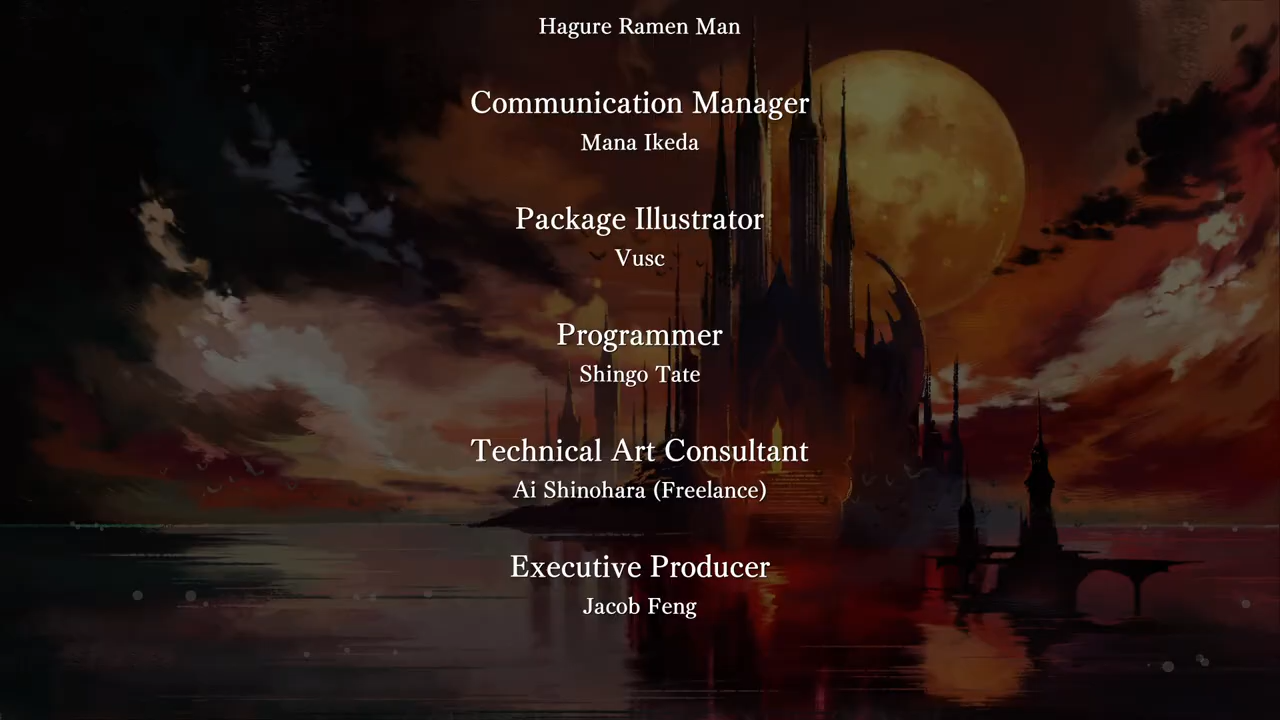 Hagure Ramen Man
Communication Manager
Mana Ikeda
Package Illustrator
Vusc
Programmer
Shingo Tate
Technical Art Consultant
Ai Shinohara (Freelance)
Executive Producer
Jacob Feng